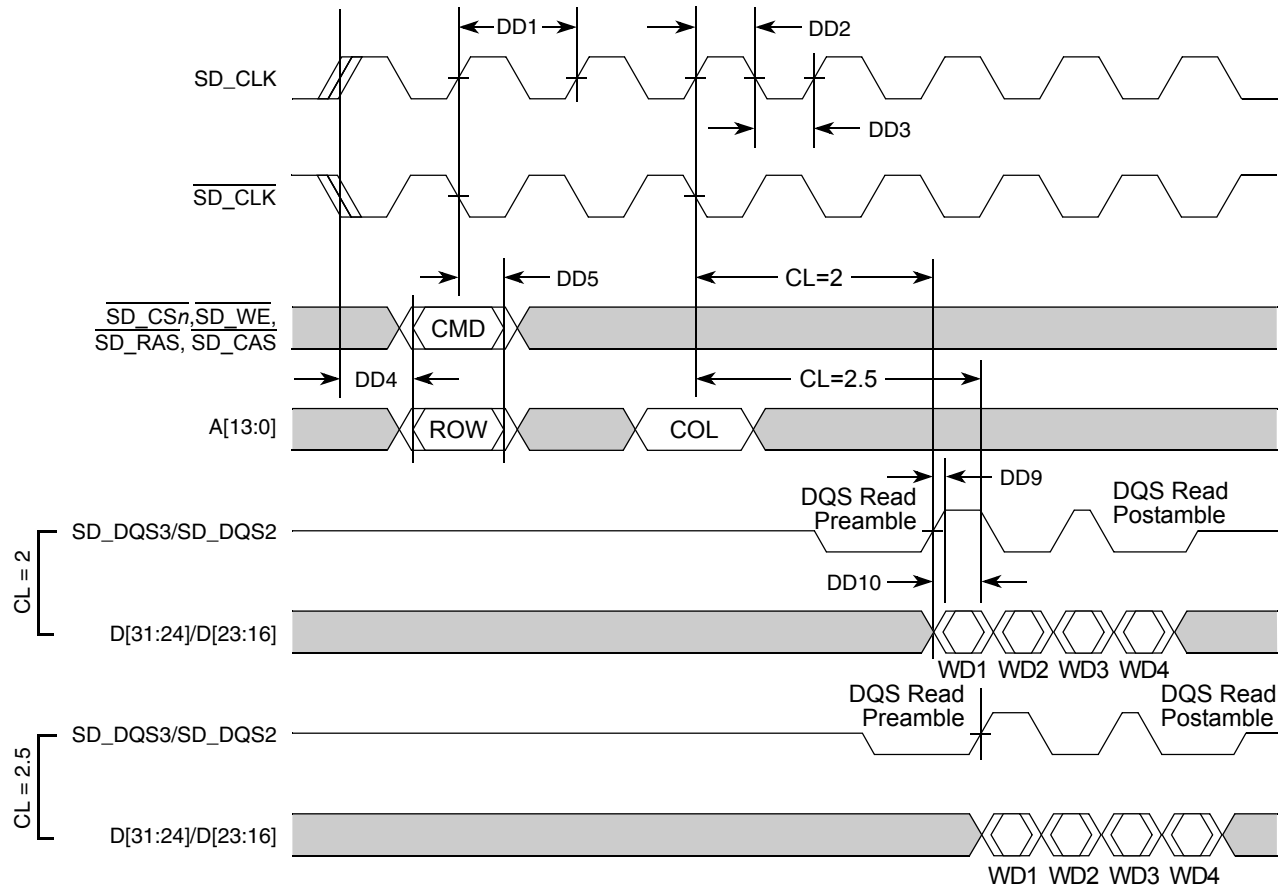 DD1
DD2
SD_CLK
DD3
SD_CLK
DD5
CL=2
SD_CSn,SD_WE,
SD_RAS, SD_CAS
CMD
DD4
CL=2.5
A[13:0]
ROW
COL
DD9
DQS Read
Preamble
DQS Read
Postamble
CL = 2
SD_DQS3/SD_DQS2
DD10
D[31:24]/D[23:16]
WD1 WD2 WD3 WD4
DQS Read
Preamble
DQS Read
Postamble
CL = 2.5
SD_DQS3/SD_DQS2
D[31:24]/D[23:16]
WD1 WD2 WD3 WD4